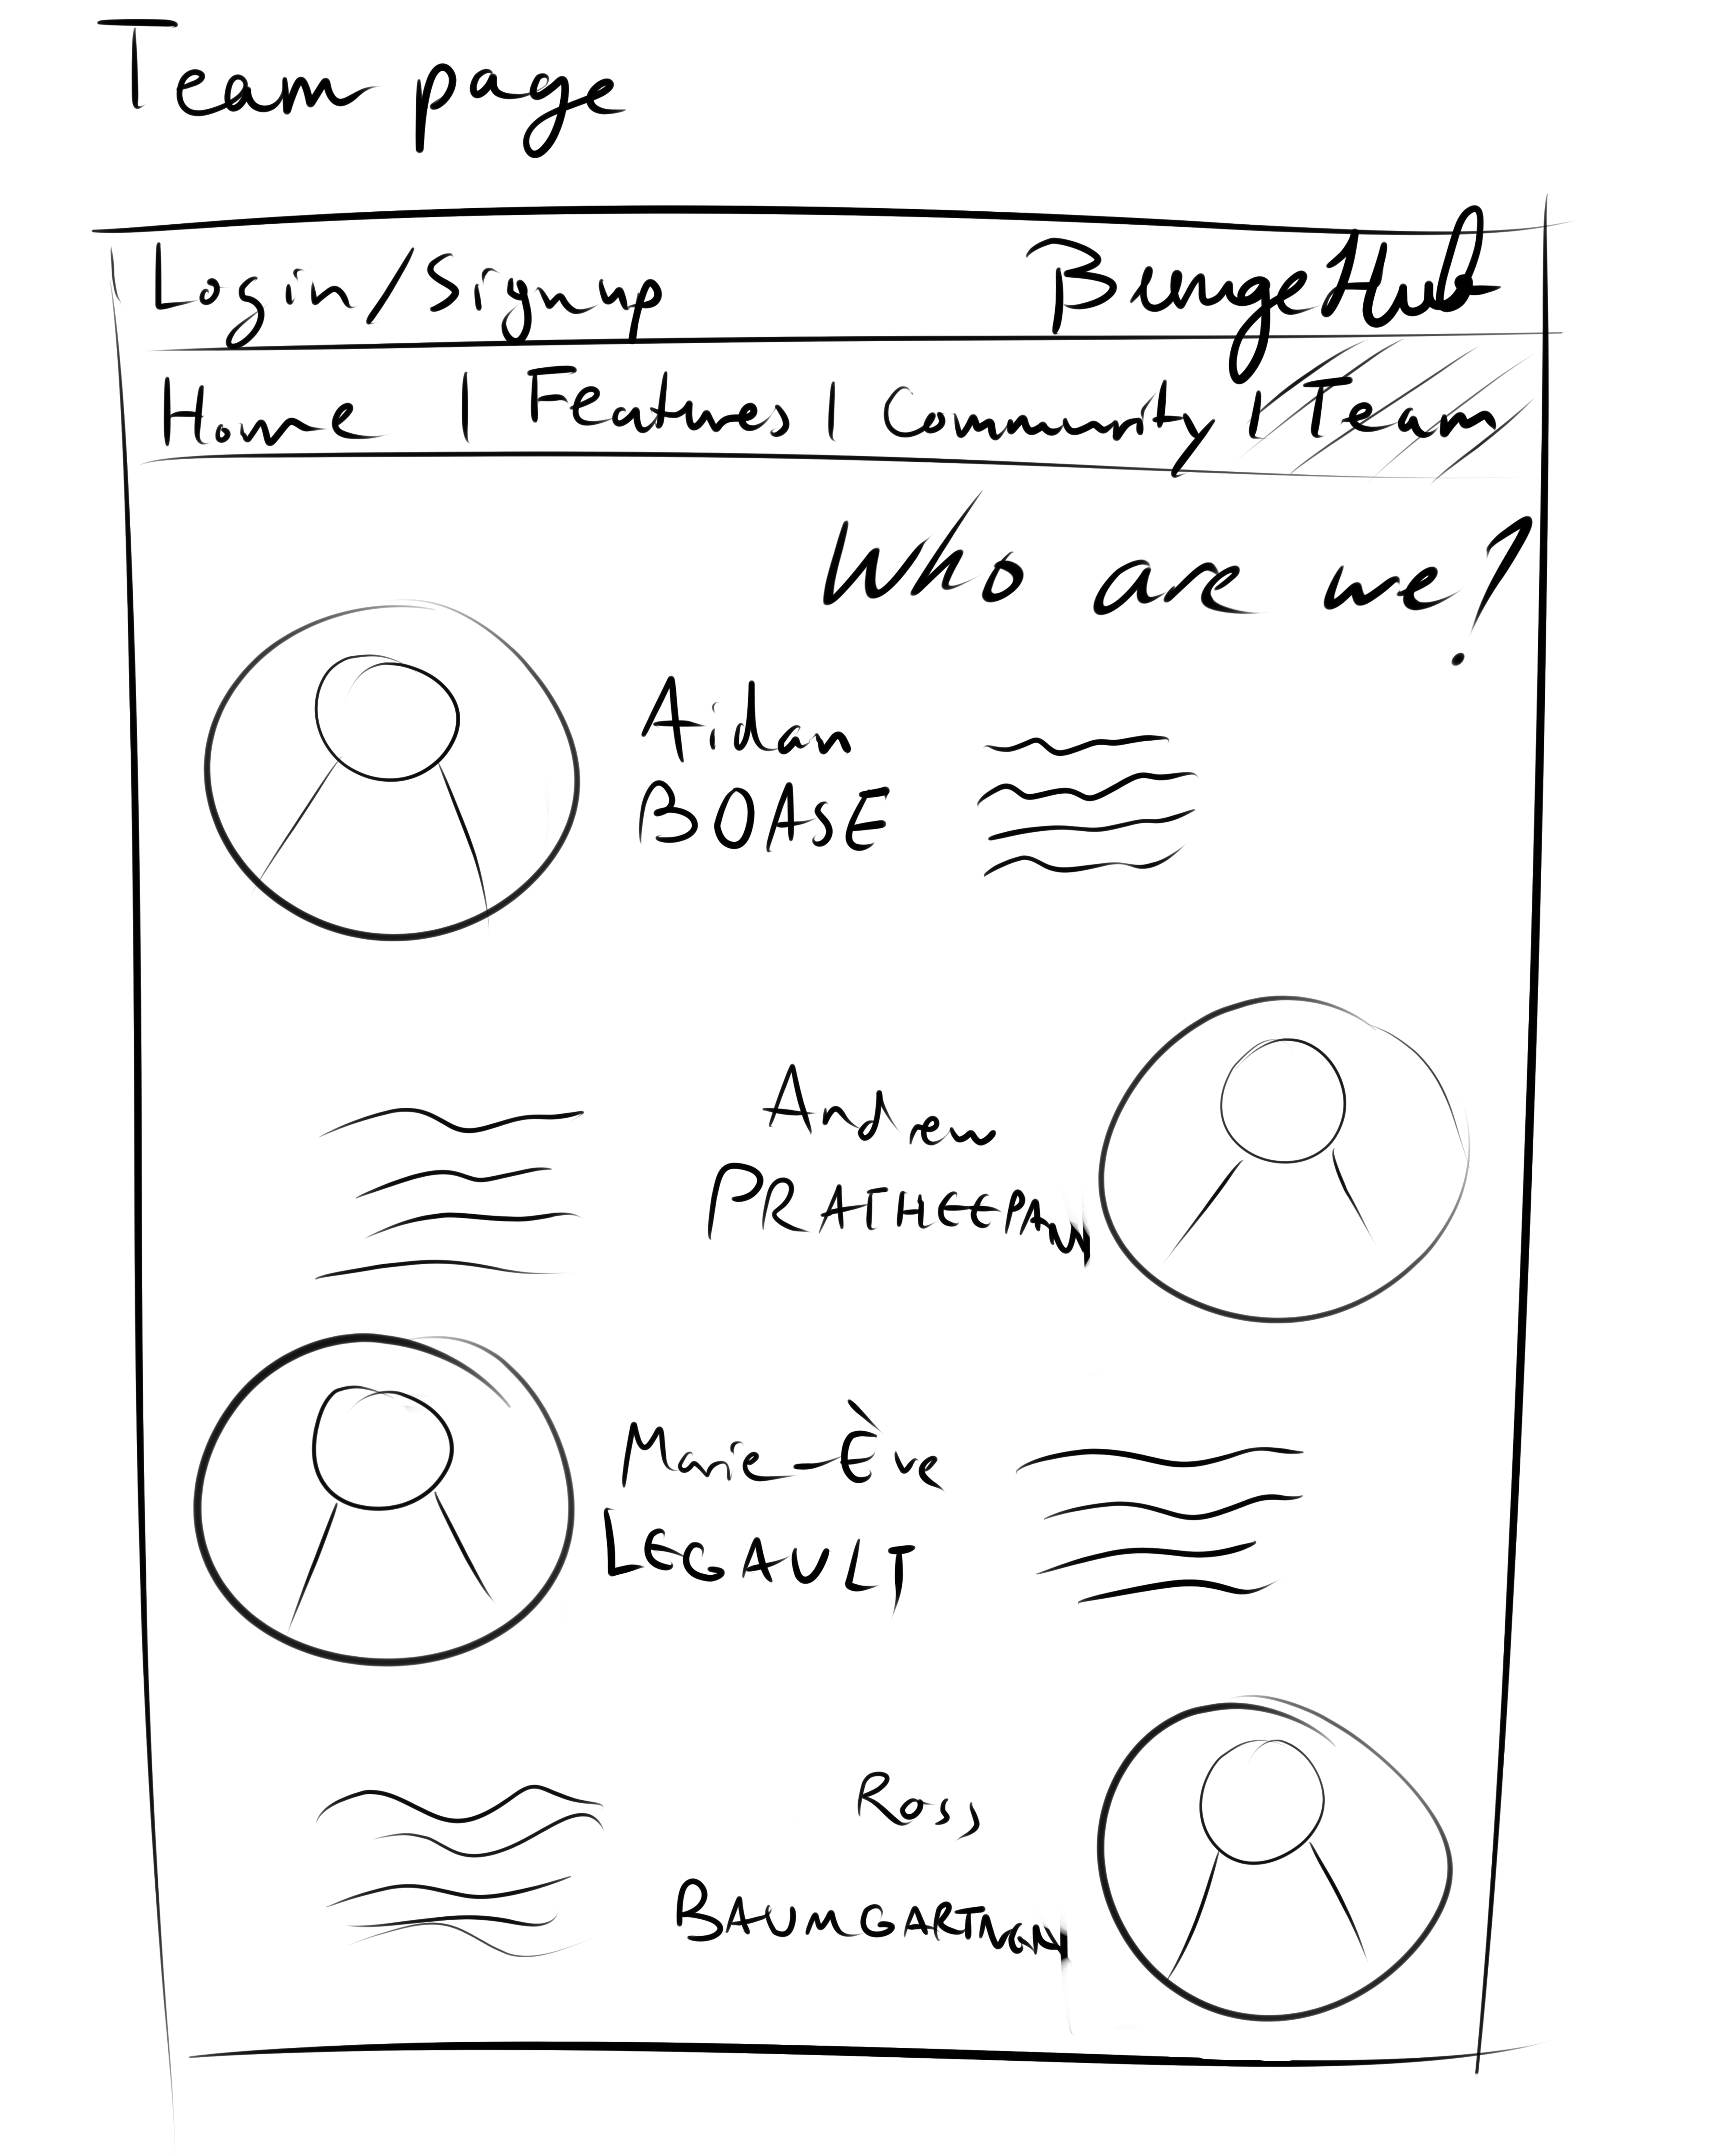 Team page
Login/Signup BingeHub
Home | Features | Community | Team
Who are we?
Aidan
BOASE
Arden
PRATHEEPAN
Marie-Ève
LEGAULT
Ross
BAUMGARTNER